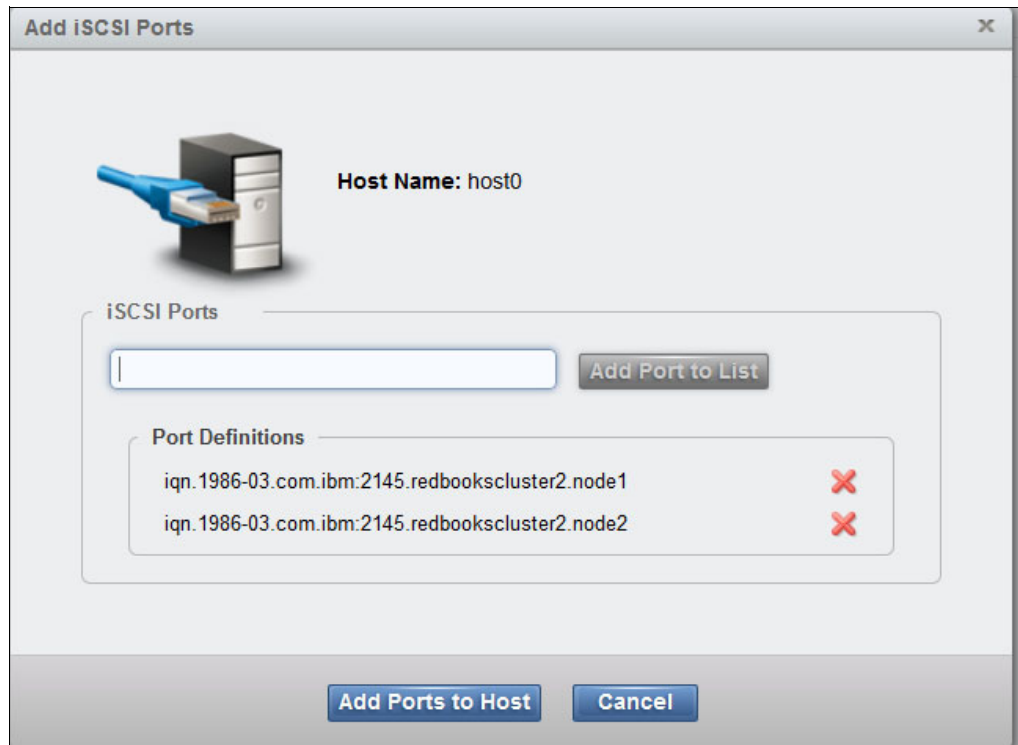 Add iSCSI Ports
Host Name: host0
iSCSI Ports
Add Port to List
Port Definitions
iqn.1986-03.com.ibm:2145.redbookscluster2.node1
iqn.1986-03.com.ibm:2145.redbookscluster2.node2
Add Ports to Host
Cancel